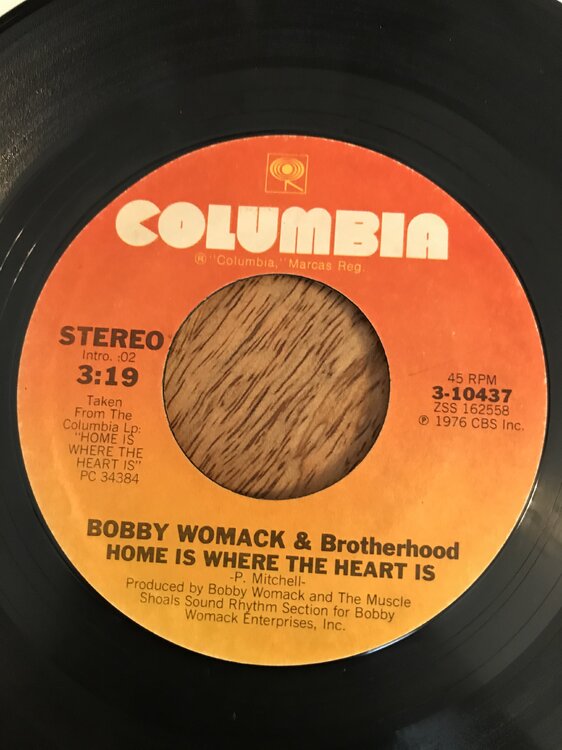 COLUMBIA
® "Columbia," Marcas Reg.
STEREO
Intro. :02
3:19
Taken
From The
Columbia Lp:
"HOME IS
WHERE THE
HEART IS"
PC 34384
45 RPM
3-10437
ZSS 162558
℗ 1976 CBS Inc.
BOBBY WOMACK & Brotherhood
HOME IS WHERE THE HEART IS
-P. Mitchell-
Produced by Bobby Womack and The Muscle
Shoals Sound Rhythm Section for Bobby
Womack Enterprises, Inc.